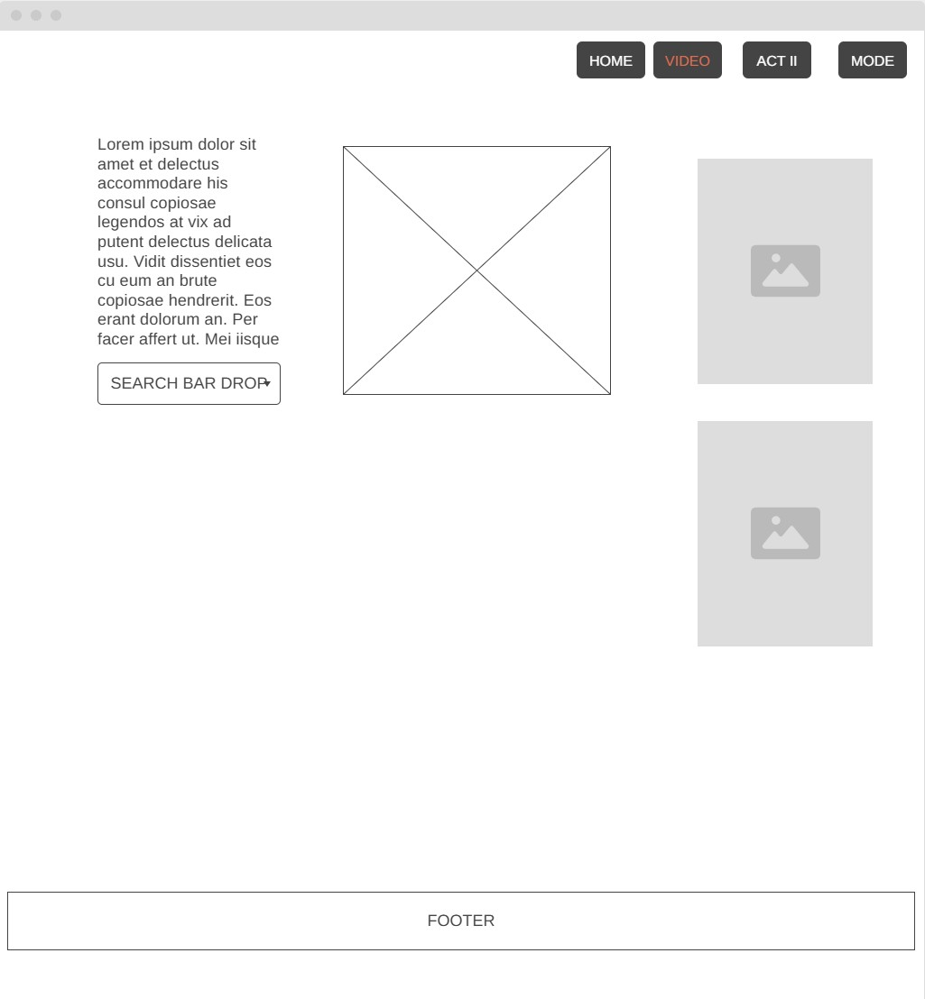 HOME VIDEO ACT II MODE
Lorem ipsum dolor sit
amet et delectus
accommodare his
consul copiosae
legendos at vix ad
putent delectus delicata
usu. Vidit dissentiet eos
cu eum an brute
copiosae hendrerit. Eos
erant dolorum an. Per
facer affert ut. Mei iisque
SEARCH BAR DROP
FOOTER